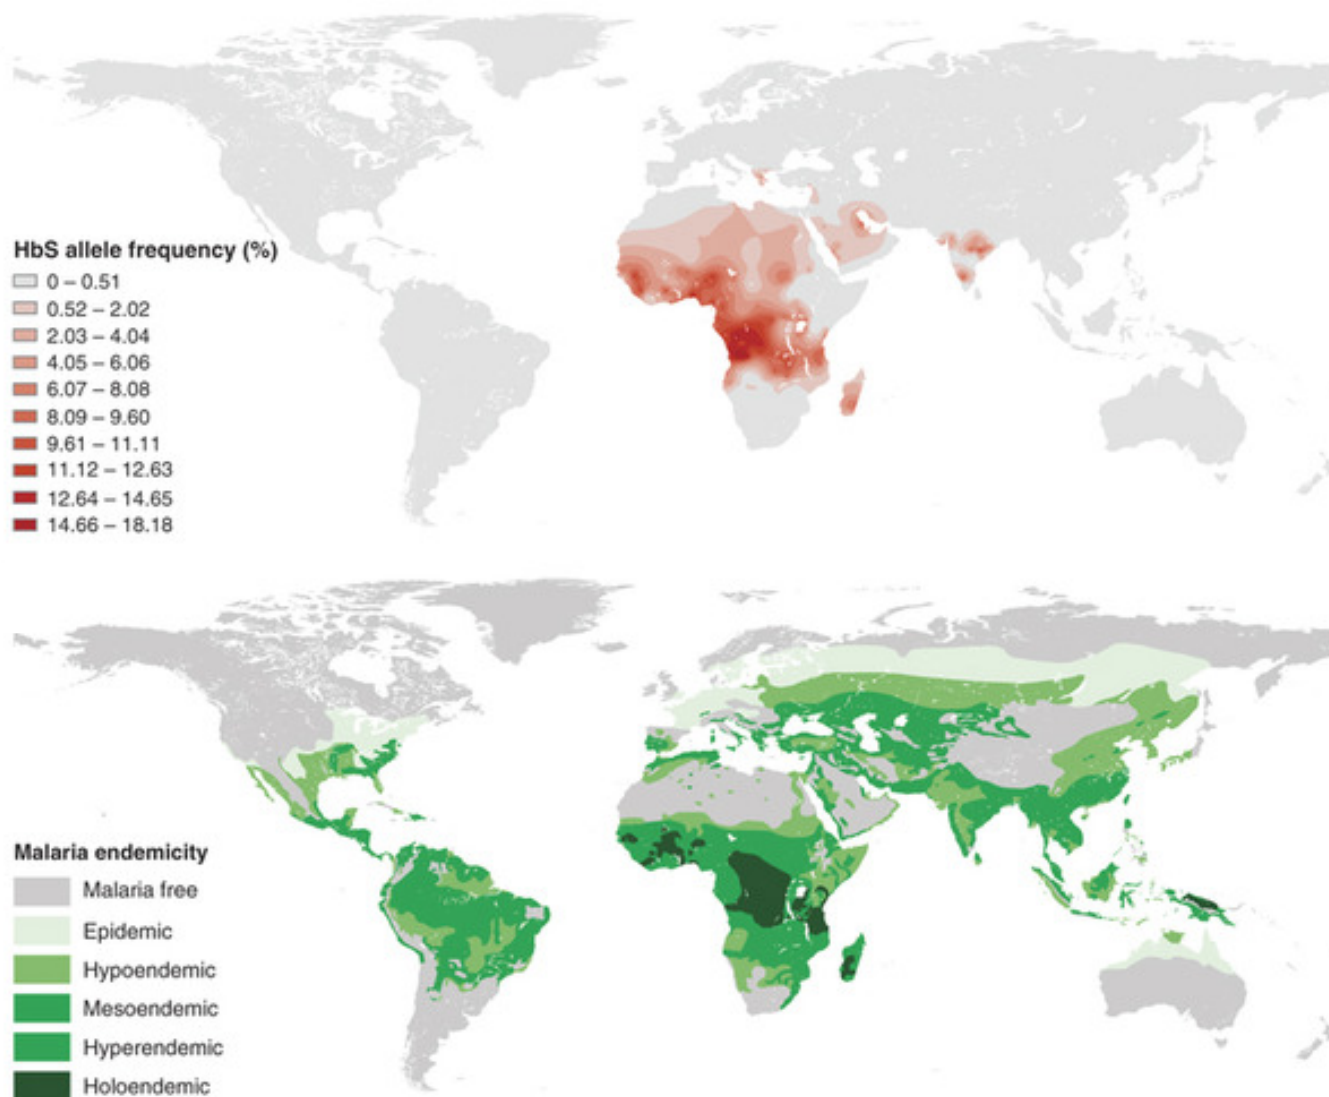 HbS allele frequency (%)
0 – 0.51
0.52 – 2.02
2.03 – 4.04
4.05 – 6.06
6.07 – 8.08
8.09 – 9.60
9.61 – 11.11
11.12 – 12.63
12.64 – 14.65
14.66 – 18.18
Malaria endemicity
Malaria free
Epidemic
Hypoendemic
Mesoendemic
Hyperendemic
Holoendemic